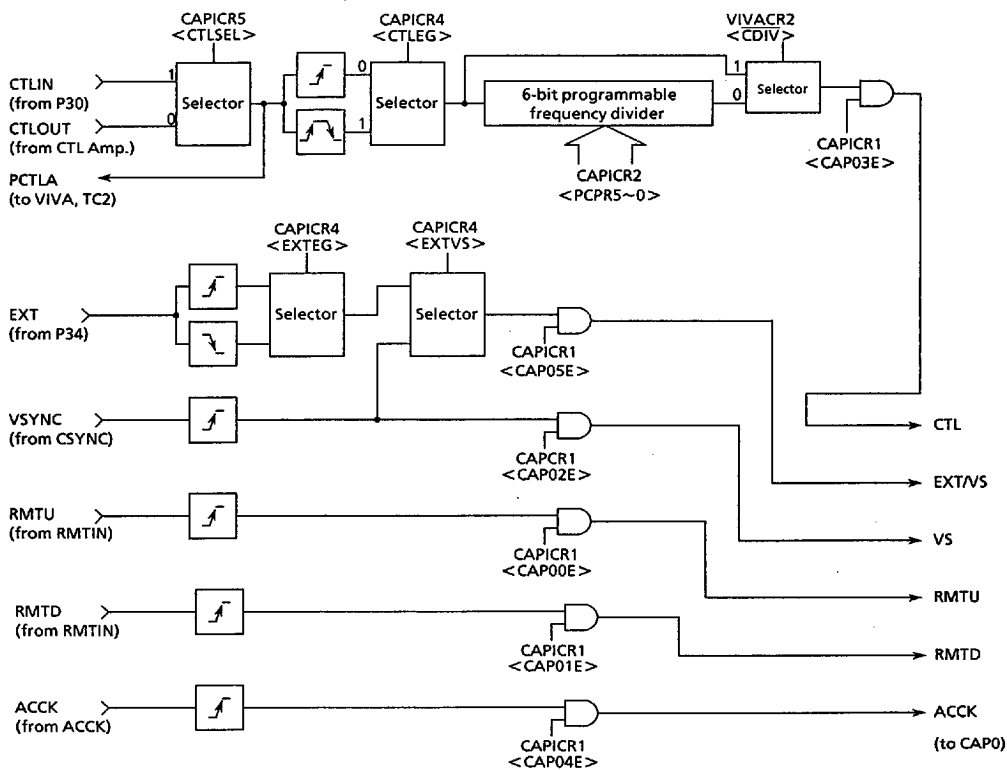 CAPICR5
<CTLSEL>
CAPICR4
<CTLEG>
VIVACR2
<CDIV>
CTLIN
(from P30)
1
Selector
CTLOUT
(from CTL Amp.)
0
0
1
Selector
6-bit programmable
frequency divider
1
0
Selector
CAPICR1
<CAP03E>
PCTLA
(to VIVA, TC2)
CAPICR2
<PCPR5~0>
CAPICR4
<EXTEG>
CAPICR4
<EXTVS>
EXT
(from P34)
Selector
Selector
CAPICR1
<CAP05E>
VSYNC
(from CSYNC)
CAPCR1
<CAP02E>
CTL
EXT/VS
RMTU
(from RMTIN)
CAPICR1
<CAP00E>
VS
RMTU
RMTD
(from RMTIN)
CAPICR1
<CAP01E>
RMTD
ACCK
(from ACCK)
CAPICR1
<CAP04E>
ACCK
(to CAP0)